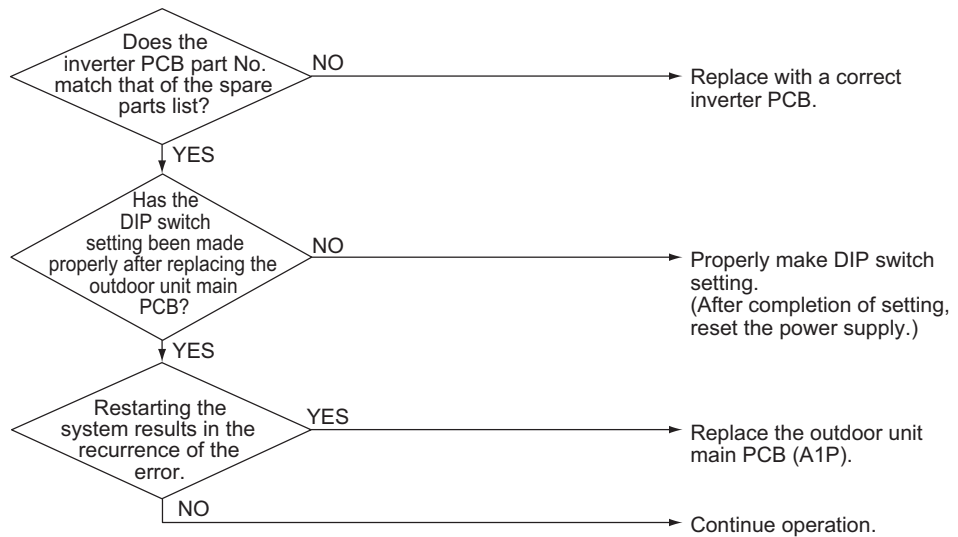 Does the
inverter PCB part No.
match that of the spare
parts list?
NO
Replace with a correct
inverter PCB.
YES
Has the
DIP switch
setting been made
properly after replacing the
outdoor unit main
PCB?
NO
Properly make DIP switch
setting.
(After completion of setting,
reset the power supply.)
YES
Restarting the
system results in the
recurrence of the
error.
YES
Replace the outdoor unit
main PCB (A1P).
NO
Continue operation.